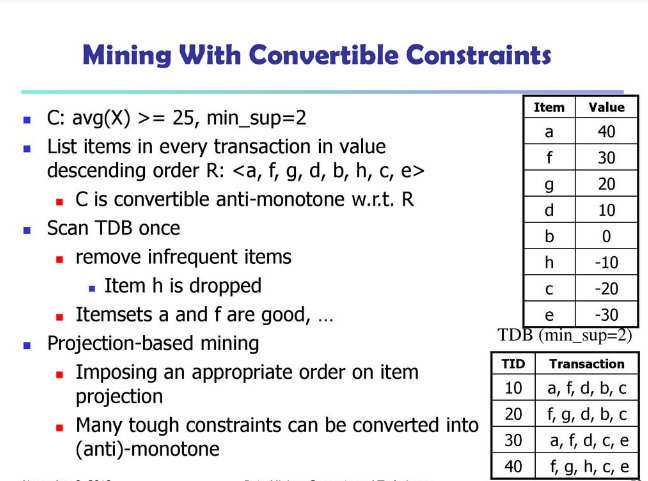 Mining With Convertible Constraints
C: avg(X) >= 25, min_sup=2
List items in every transaction in value
descending order R: <a, f, g, d, b, h, c, e>
C is convertible anti-monotone w.r.t. R
Scan TDB once
remove infrequent items
Item h is dropped
Itemsets a and f are good, ...
Projection-based mining
Imposing an appropriate order on item
projection
Many tough constraints can be converted into
(anti)-monotone
Item Value
a 40
f 30
g 20
d 10
b 0
h -10
c -20
e -30
TDB (min_sup=2)
TID Transaction
10 a, f, d, b, c
20 f, g, d, b, c
30 a, f, d, c, e
40 f, g, h, c, e